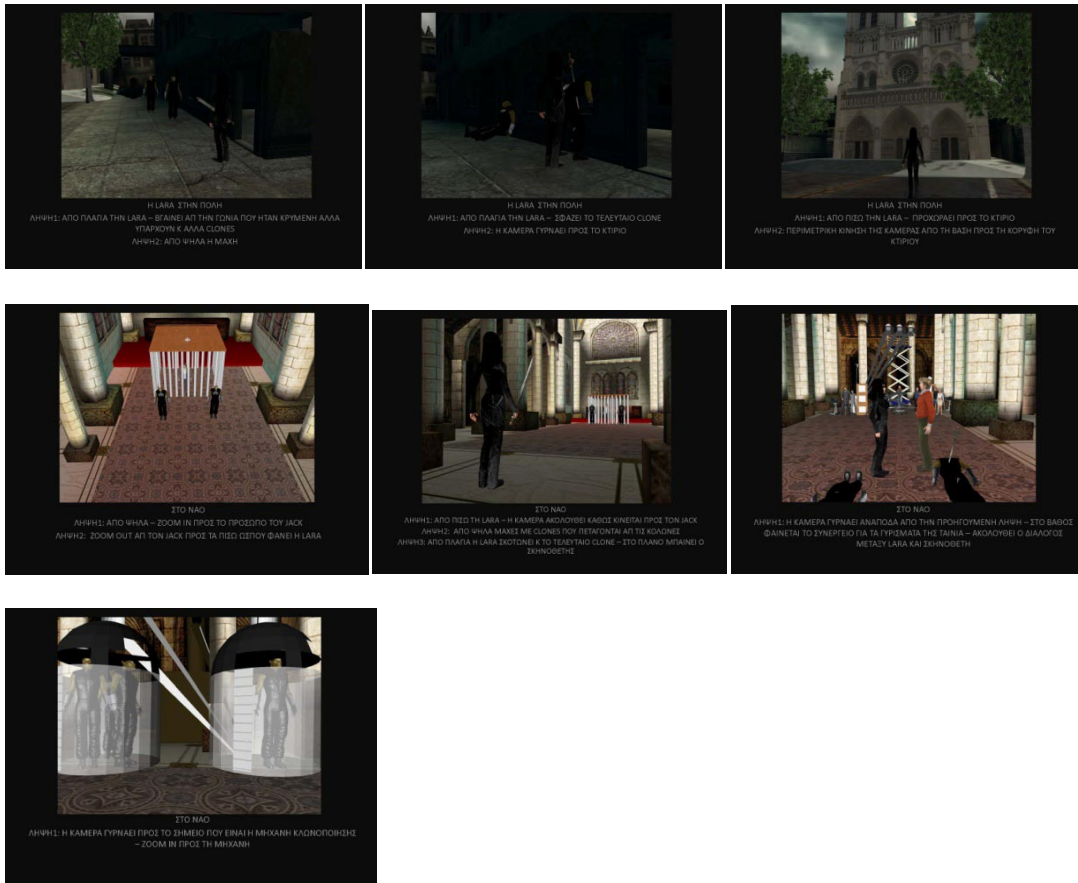 Η LARA ΣΤΗΝ ΠΟΛΗ
ΛΗΨΗ1: ΑΠΟ ΠΛΑΓΙΑ ΤΗΝ LARA – ΒΓΑΙΝΕΙ ΑΠ ΤΗΝ ΓΩΝΙΑ ΠΟΥ ΗΤΑΝ ΚΡΥΜΕΝΗ ΑΛΛΑ
ΥΠΑΡΧΟΥΝ Κ ΑΛΛΑ CLONES
ΛΗΨΗ2: ΑΠΟ ΨΗΛΑ Η ΜΑΧΗ
Η LARA ΣΤΗΝ ΠΟΛΗ
ΛΗΨΗ1: ΑΠΟ ΠΛΑΓΙΑ ΤΗΝ LARA – ΣΦΑΖΕΙ ΤΟ ΤΕΛΕΥΤΑΙΟ CLONE
ΛΗΨΗ2: Η ΚΑΜΕΡΑ ΓΥΡΝΑΕΙ ΠΡΟΣ ΤΟ ΚΤΙΡΙΟ
Η LARA ΣΤΗΝ ΠΟΛΗ
ΛΗΨΗ1: ΑΠΟ ΠΙΣΩ ΤΗΝ LARA – ΠΡΟΧΩΡΑΕΙ ΠΡΟΣ ΤΟ ΚΤΙΡΙΟ
ΛΗΨΗ2: ΠΕΡΙΜΕΤΡΙΚΗ ΚΙΝΗΣΗ ΤΗΣ ΚΑΜΕΡΑΣ ΑΠΟ ΤΗ ΒΑΣΗ ΠΡΟΣ ΤΗ ΚΟΡΥΦΗ ΤΟΥ
ΚΤΙΡΙΟΥ
ΣΤΟ ΝΑΟ
ΛΗΨΗ1: ΑΠΟ ΨΗΛΑ – ZOOM IN ΠΡΟΣ ΤΟ ΠΡΟΣΩΠΟ ΤΟΥ JACK
ΛΗΨΗ2: ZOOM OUT ΑΠ ΤΟΝ JACK ΠΡΟΣ ΤΑ ΠΙΣΩ ΩΣΠΟΥ ΦΑΝΕΙ Η LARA
ΣΤΟ ΝΑΟ
ΛΗΨΗ1: ΑΠΟ ΠΙΣΩ ΤΗ LARA – Η ΚΑΜΕΡΑ ΑΚΟΛΟΥΘΕΙ ΚΑΘΩΣ ΚΙΝΕΙΤΑΙ ΠΡΟΣ ΤΟΝ JACK
ΛΗΨΗ2: ΑΠΟ ΨΗΛΑ ΜΑΧΕΣ ΜΕ CLONES ΠΟΥ ΠΕΤΑΓΟΝΤΑΙ ΑΠ ΤΙΣ ΚΟΛΩΝΕΣ
ΛΗΨΗ3: ΑΠΟ ΠΛΑΓΙΑ Η LARA ΣΚΟΤΩΝΕΙ Κ ΤΟ ΤΕΛΕΥΤΑΙΟ CLONE – ΣΤΟ ΠΛΑΝΟ ΜΠΑΙΝΕΙ Ο
ΣΚΗΝΟΘΕΤΗΣ
ΣΤΟ ΝΑΟ
ΛΗΨΗ1: Η ΚΑΜΕΡΑ ΓΥΡΝΑΕΙ ΑΝΑΠΟΔΑ ΑΠΟ ΤΗΝ ΠΡΟΗΓΟΥΜΕΝΗ ΛΗΨΗ – ΣΤΟ ΒΑΘΟΣ
ΦΑΙΝΕΤΑΙ ΤΟ ΣΥΝΕΡΓΕΙΟ ΓΙΑ ΤΑ ΓΥΡΙΣΜΑΤΑ ΤΗΣ ΤΑΙΝΙΑ – ΑΚΟΛΟΥΘΕΙ Ο ΔΙΑΛΟΓΟΣ
ΜΕΤΑΞΥ LARA ΚΑΙ ΣΚΗΝΟΘΕΤΗ
ΣΤΟ ΝΑΟ
ΛΗΨΗ1: Η ΚΑΜΕΡΑ ΓΥΡΝΑΕΙ ΠΡΟΣ ΤΟ ΣΗΜΕΙΟ ΠΟΥ ΕΙΝΑΙ Η ΜΗΧΑΝΗ ΚΛΩΝΟΠΟΙΗΣΗΣ
– ZOOM IN ΠΡΟΣ ΤΗ ΜΗΧΑΝΗ